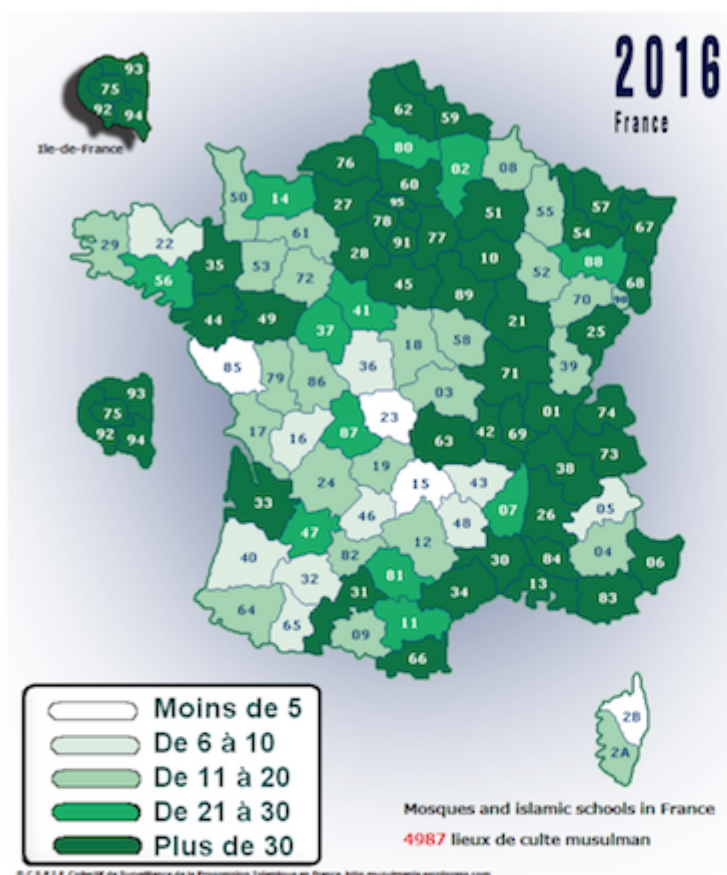 2016
France
93
75
92 94
Ile-de-France
62 59
80
76 02 08
60
50 14 27 95 51 55 57
78 54 67
61 77
29 22 91 88
35 53 28 10 52 68
56 72 45 70 90
41 89
44 49 21 25
37
18 58
85 36 39
79 86 71
93
75
92 94
03
23 01 74
17 16 87 63 42 69
73
19 38
24 15 43
33 05
46 48 07 26
47
12 04
40 82 30 84 06
32 81 13
31 34 83
64 65 11
09
66
2B
2A
Moins de 5
De 6 à 10
De 11 à 20
De 21 à 30
Plus de 30
Mosques and islamic schools in France
4987 lieux de culte musulman